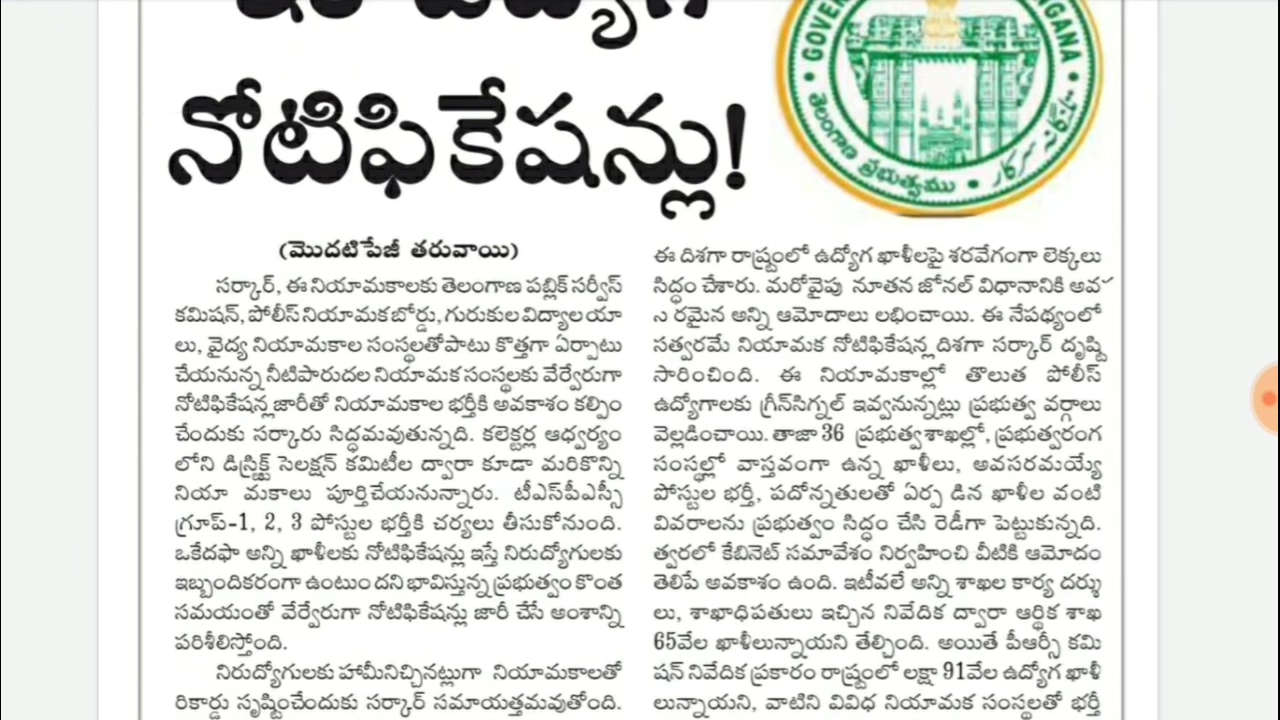 నోటిఫికేషన్లు!
తెలంగాణ ప్రభుత్వము
(మొదటిపేజీ తరువాయి)
సర్కార్, ఈ నియామకాలకు తెలంగాణ పబ్లిక్ సర్వీస్
కమిషన్, పోలీస్ నియామక బోర్డు, గురుకుల విద్యాలయా
లు, వైద్య నియామకాల సంస్థలతోపాటు కొత్తగా ఏర్పాటు
చేయనున్న నీటిపారుదల నియామక సంస్థలకు వేర్వేరుగా
నోటిఫికేషన్ల జారీతో నియామకాల భర్తీకి అవకాశం కల్పిం
చేందుకు సర్కారు సిద్ధమవుతున్నది. కలెక్టర్ల ఆధ్వర్యం
లోని డిస్ట్రిక్ట్ సెలక్షన్ కమిటీల ద్వారా కూడా మరికొన్ని
నియా మకాలు పూర్తిచేయనున్నారు. టీఎస్‌పీఎస్సీ
గ్రూప్-1, 2, 3 పోస్టుల భర్తీకి చర్యలు తీసుకోనుంది.
ఒకేదఫా అన్ని ఖాళీలకు నోటిఫికేషన్లు ఇస్తే నిరుద్యోగులకు
ఇబ్బందికరంగా ఉంటుం దని భావిస్తున్న ప్రభుత్వం కొంత
సమయంతో వేర్వేరుగా నోటిఫికేషన్లు జారీ చేసే అంశాన్ని
పరిశీలిస్తోంది.
నిరుద్యోగులకు హామీనిచ్చినట్లుగా నియామకాలతో
రికార్డు సృష్టించేందుకు సర్కార్ సమాయత్తమవుతోంది.
ఈ దిశగా రాష్ట్రంలో ఉద్యోగ ఖాళీలపై శరవేగంగా లెక్కలు
సిద్ధం చేశారు. మరోవైపు నూతన జోనల్ విధానానికి అవ
స రమైన అన్ని ఆమోదాలు లభించాయి. ఈ నేపథ్యంలో
సత్వరమే నియామక నోటిఫికేషన్ల దిశగా సర్కార్ దృష్టి
సారించింది. ఈ నియామకాల్లో తొలుత పోలీస్
ఉద్యోగాలకు గ్రీన్‌సిగ్నల్ ఇవ్వనున్నట్లు ప్రభుత్వ వర్గాలు
వెల్లడించాయి. తాజా 36 ప్రభుత్వశాఖల్లో, ప్రభుత్వరంగ
సంస్థల్లో వాస్తవంగా ఉన్న ఖాళీలు, అవసరమయ్యే
పోస్టుల భర్తీ, పదోన్నతులతో ఏర్ప డిన ఖాళీల వంటి
వివరాలను ప్రభుత్వం సిద్ధం చేసి రెడీగా పెట్టుకున్నది.
త్వరలో కేబినెట్ సమావేశం నిర్వహించి వీటికి ఆమోదం
తెలిపే అవకాశం ఉంది. ఇటీవలే అన్ని శాఖల కార్య దర్శు
లు, శాఖాధిపతులు ఇచ్చిన నివేదిక ద్వారా ఆర్థిక శాఖ
65వేల ఖాళీలున్నాయని తేల్చింది. అయితే పీఆర్సీ కమి
షన్ నివేదిక ప్రకారం రాష్ట్రంలో లక్షా 91వేల ఉద్యోగ ఖాళీ
లున్నాయని, వాటిని వివిధ నియామక సంస్థలతో భర్తీ